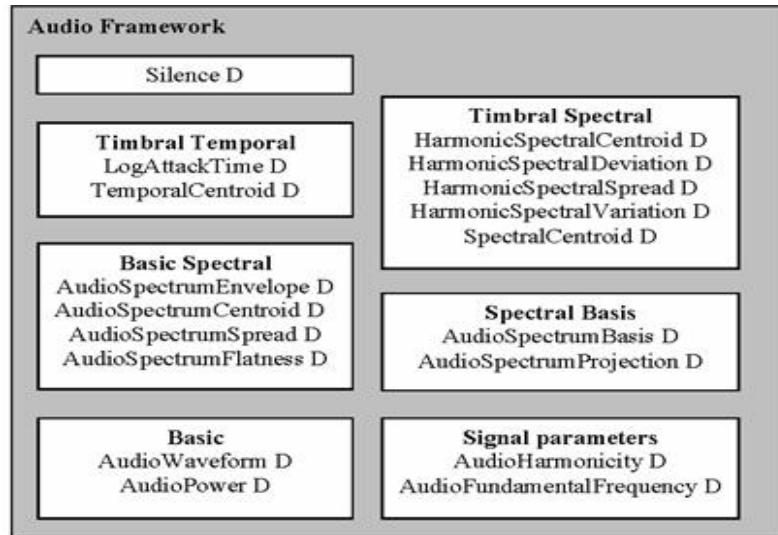 Audio Framework
Silence D
Timbral Temporal
LogAttackTime D
TemporalCentroid D
Basic Spectral
AudioSpectrumEnvelope D
AudioSpectrumCentroid D
AudioSpectrumSpread D
AudioSpectrumFlatness D
Basic
AudioWaveform D
AudioPower D
Timbral Spectral
HarmonicSpectralCentroid D
HarmonicSpectralDeviation D
HarmonicSpectralSpread D
HarmonicSpectralVariation D
SpectralCentroid D
Spectral Basis
AudioSpectrumBasis D
AudioSpectrumProjection D
Signal parameters
AudioHarmonicity D
AudioFundamentalFrequency D